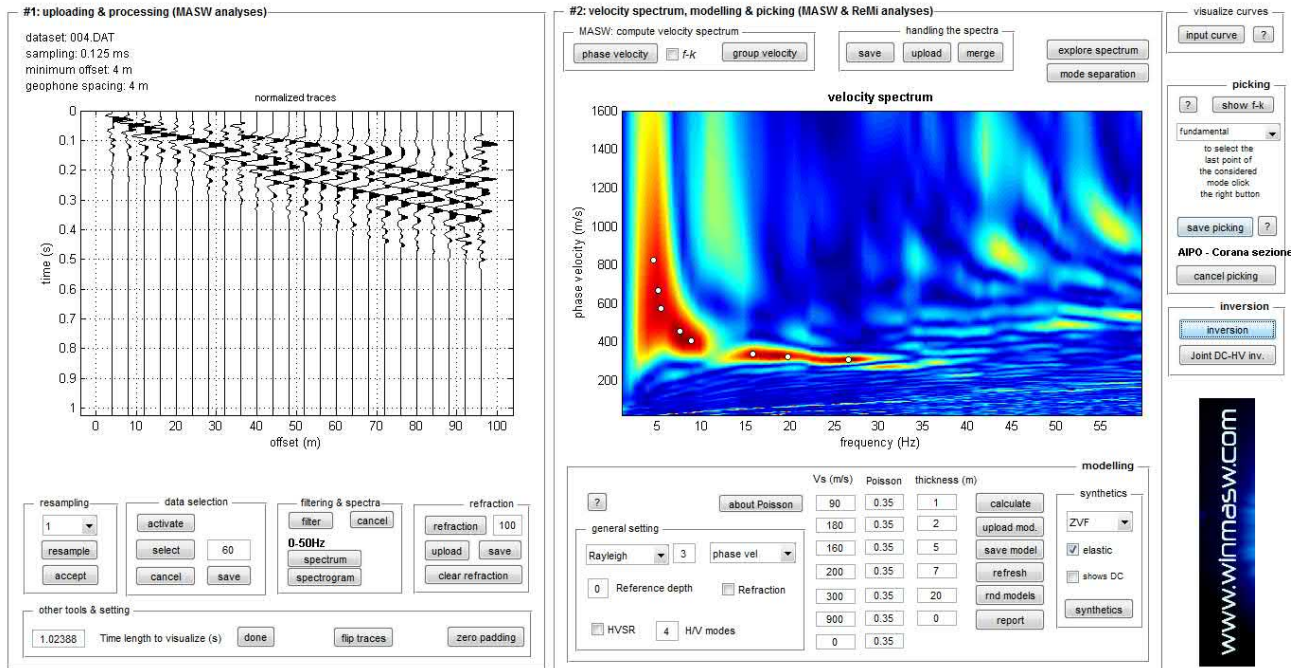 #1: uploading & processing (MASW analyses)
dataset: 004.DAT
sampling: 0.125 ms
minimum offset: 4 m
geophone spacing: 4 m
normalized traces
0
0.1
0.2
0.3
0.4
0.5
0.6
0.7
0.8
0.9
1
time (s)
0 10 20 30 40 50 60 70 80 90 100
offset (m)
resampling
1
resample
accept
data selection
activate
select 60
cancel save
filtering & spectra
filter cancel
0-50Hz
spectrum
spectrogram
refraction
refraction 100
upload save
clear refraction
other tools & setting
1.02388 Time length to visualize (s) done flip traces zero padding
#2: velocity spectrum, modelling & picking (MASW & ReMi analyses)
MASW: compute velocity spectrum
phase velocity f-k group velocity
handling the spectra
save upload merge
explore spectrum
mode separation
velocity spectrum
1600
1400
1200
1000
800
600
400
200
phase velocity (m/s)
5 10 15 20 25 30 35 40 45 50 55
frequency (Hz)
modelling
? about Poisson
general setting
Rayleigh 3 phase vel
0 Reference depth Refraction
HVSR 4 H/V modes
Vs (m/s) Poisson thickness (m)
90 0.35 1
180 0.35 2
160 0.35 5
200 0.35 7
300 0.35 20
900 0.35 0
0 0.35
calculate
upload mod.
save model
refresh
rnd models
report
synthetics
ZVF
elastic
shows DC
synthetics
visualize curves
input curve ?
picking
? show f-k
fundamental
to select the
last point of
the considered
mode click
the right button
save picking ?
AIPO - Corana sezione
cancel picking
inversion
inversion
Joint DC-HV inv.
www.winmasw.com